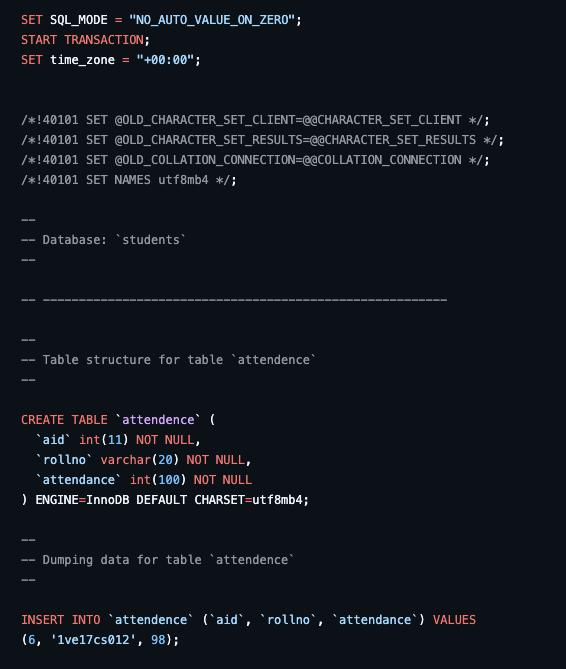 SET SQL_MODE = "NO_AUTO_VALUE_ON_ZERO";
START TRANSACTION;
SET time_zone = "+00:00";
/*!40101 SET @OLD_CHARACTER_SET_CLIENT=@@CHARACTER_SET_CLIENT */;
/*!40101 SET @OLD_CHARACTER_SET_RESULTS=@@CHARACTER_SET_RESULTS */;
/*!40101 SET @OLD_COLLATION_CONNECTION=@@COLLATION_CONNECTION */;
/*!40101 SET NAMES utf8mb4 */;
--
-- Database: `students`
--
-- --------------------------------------------------------
--
-- Table structure for table `attendence`
--
CREATE TABLE `attendence` (
  `aid` int(11) NOT NULL,
  `rollno` varchar(20) NOT NULL,
  `attendance` int(100) NOT NULL
) ENGINE=InnoDB DEFAULT CHARSET=utf8mb4;
--
-- Dumping data for table `attendence`
--
INSERT INTO `attendence` (`aid`, `rollno`, `attendance`) VALUES
(6, '1ve17cs012', 98);